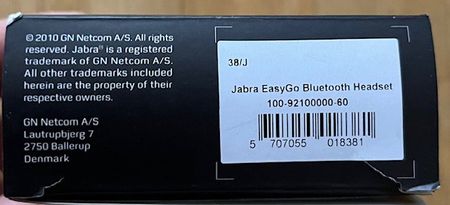 © 2010 GN Netcom A/S. All rights
reserved. Jabra® is a registered
trademark of GN Netcom A/S.
All other trademarks included
herein are the property of their
respective owners.
GN Netcom A/S
Lautrupbjerg 7
2750 Ballerup
Denmark
38/J
Jabra EasyGo Bluetooth Headset
100-92100000-60
5 707055 018381